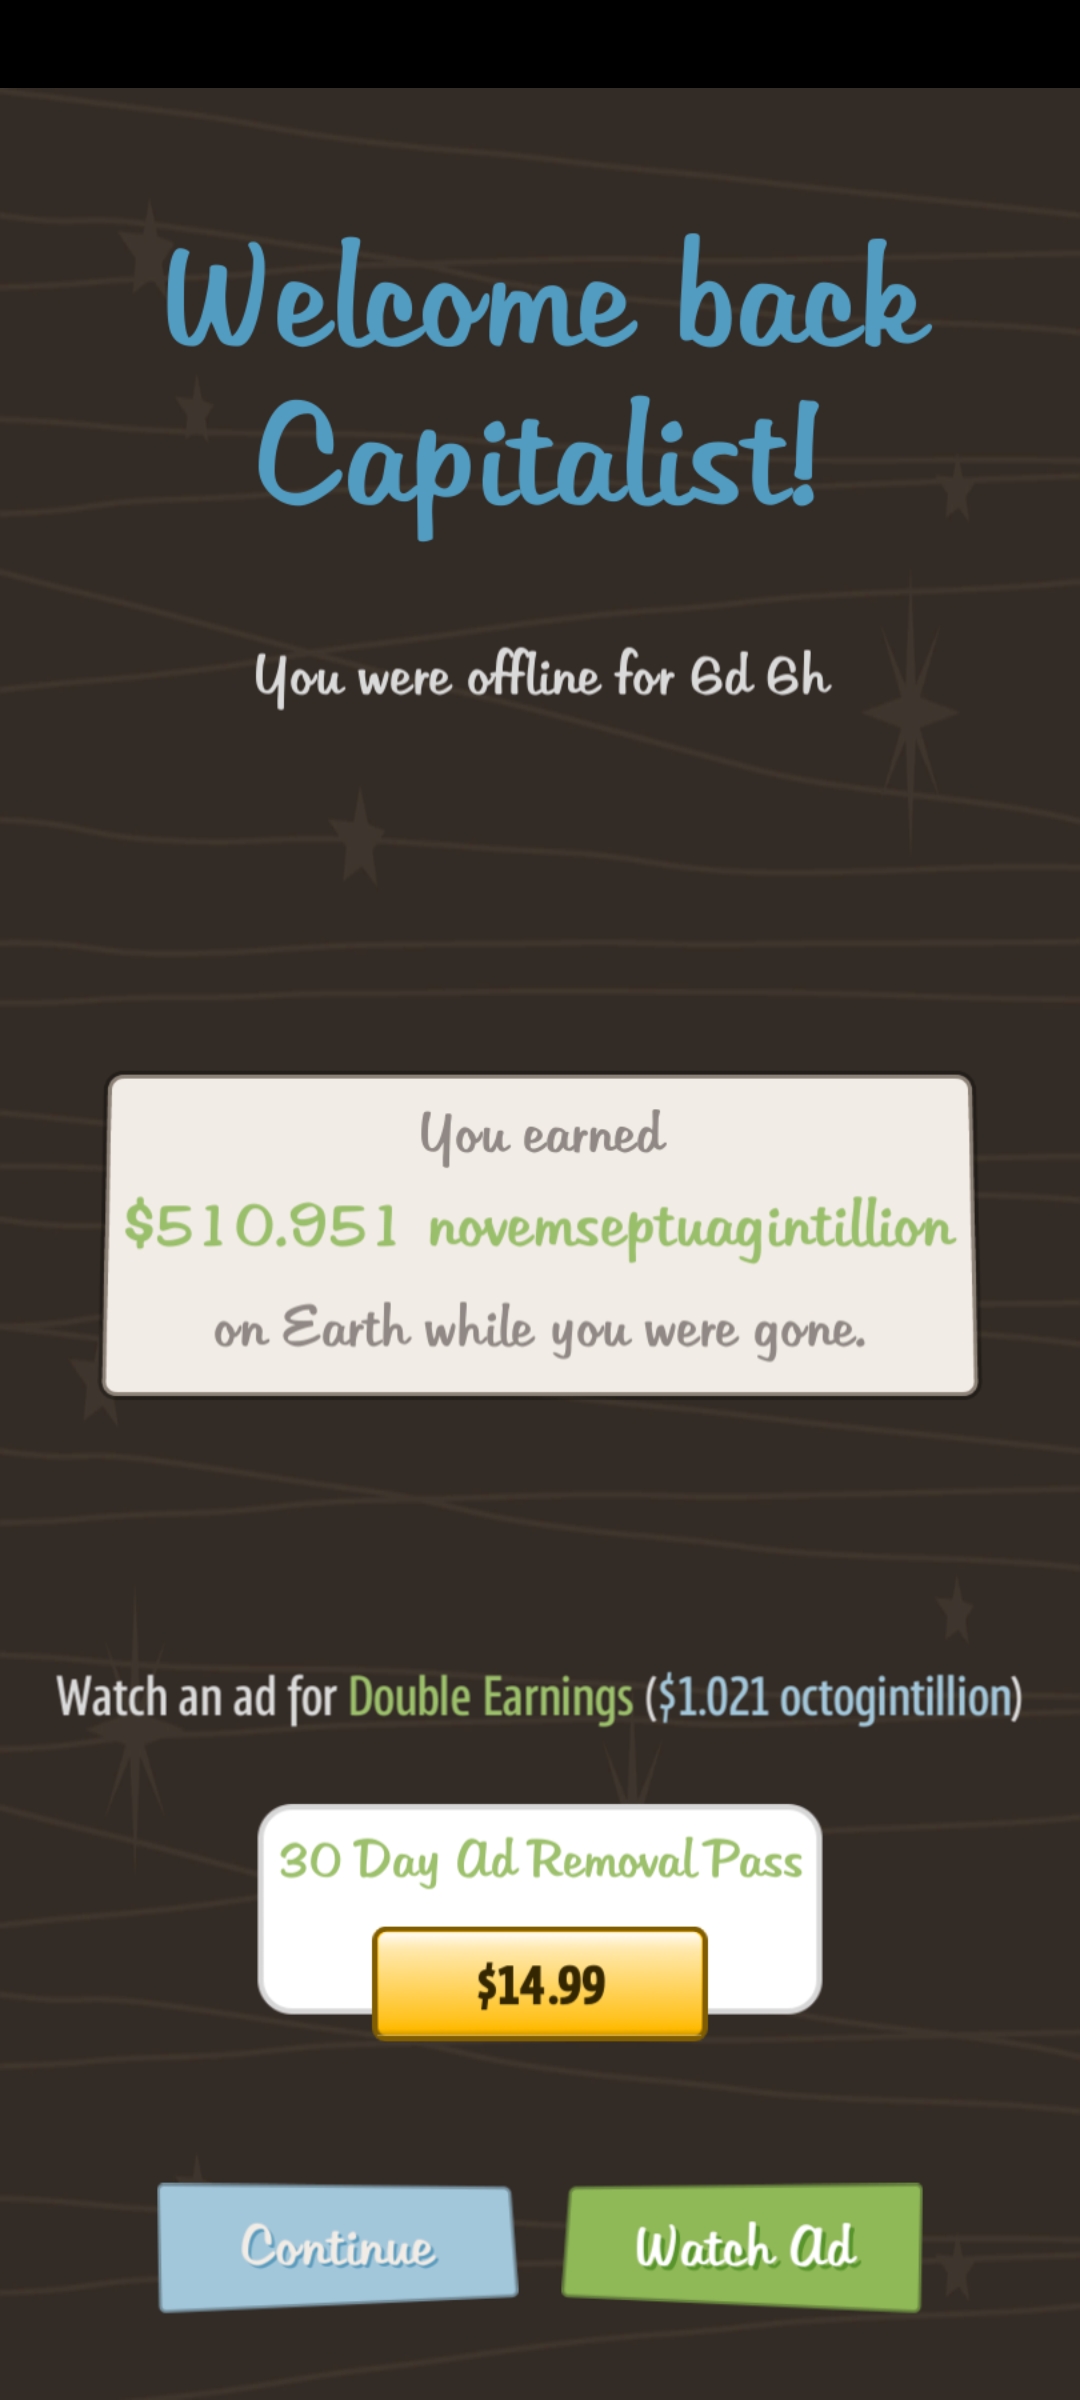 Welcome back
Capitalist!
You were offline for 6d 6h
You earned
$510.951 novemseptuagintillion
on Earth while you were gone.
Watch an ad for Double Earnings ($1.021 octogintillion)
30 Day Ad Removal Pass
$14.99
Continue
Watch Ad